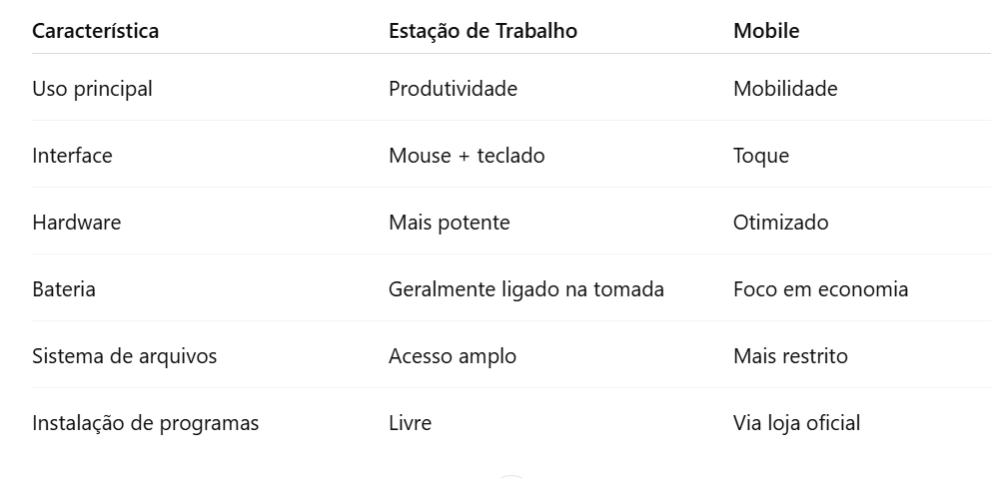 Característica Estação de Trabalho Mobile
Uso principal Produtividade Mobilidade
Interface Mouse + teclado Toque
Hardware Mais potente Otimizado
Bateria Geralmente ligado na tomada Foco em economia
Sistema de arquivos Acesso amplo Mais restrito
Instalação de programas Livre Via loja oficial